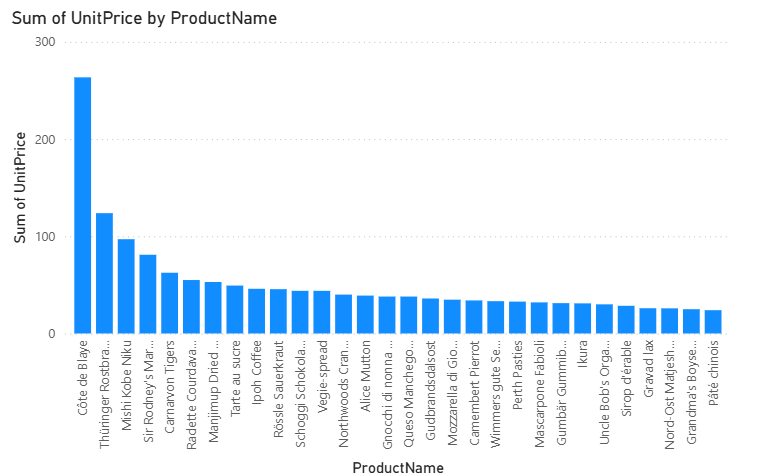 Sum of UnitPrice by ProductName
300
200
100
0
Sum of UnitPrice
Côte de Blaye
Thüringer Rostbra...
Mishi Kobe Niku
Sir Rodney's Mar...
Carnarvon Tigers
Raclette Courdava...
Manjimup Dried ...
Tarte au sucre
Ipoh Coffee
Rössle Sauerkraut
Schoggi Schokola...
Vegie-spread
Northwoods Cran...
Alice Mutton
Gnocchi di nonna ...
Queso Manchego...
Gudbrandsdalsost
Mozzarella di Gio...
Camembert Pierrot
Wimmers gute Se...
Perth Pasties
Mascarpone Fabioli
Gumbär Gummib...
Ikura
Uncle Bob's Orga...
Sirop d'érable
Gravad lax
Nord-Ost Matjesh...
Grandma's Boyse...
Pâté chinois
ProductName